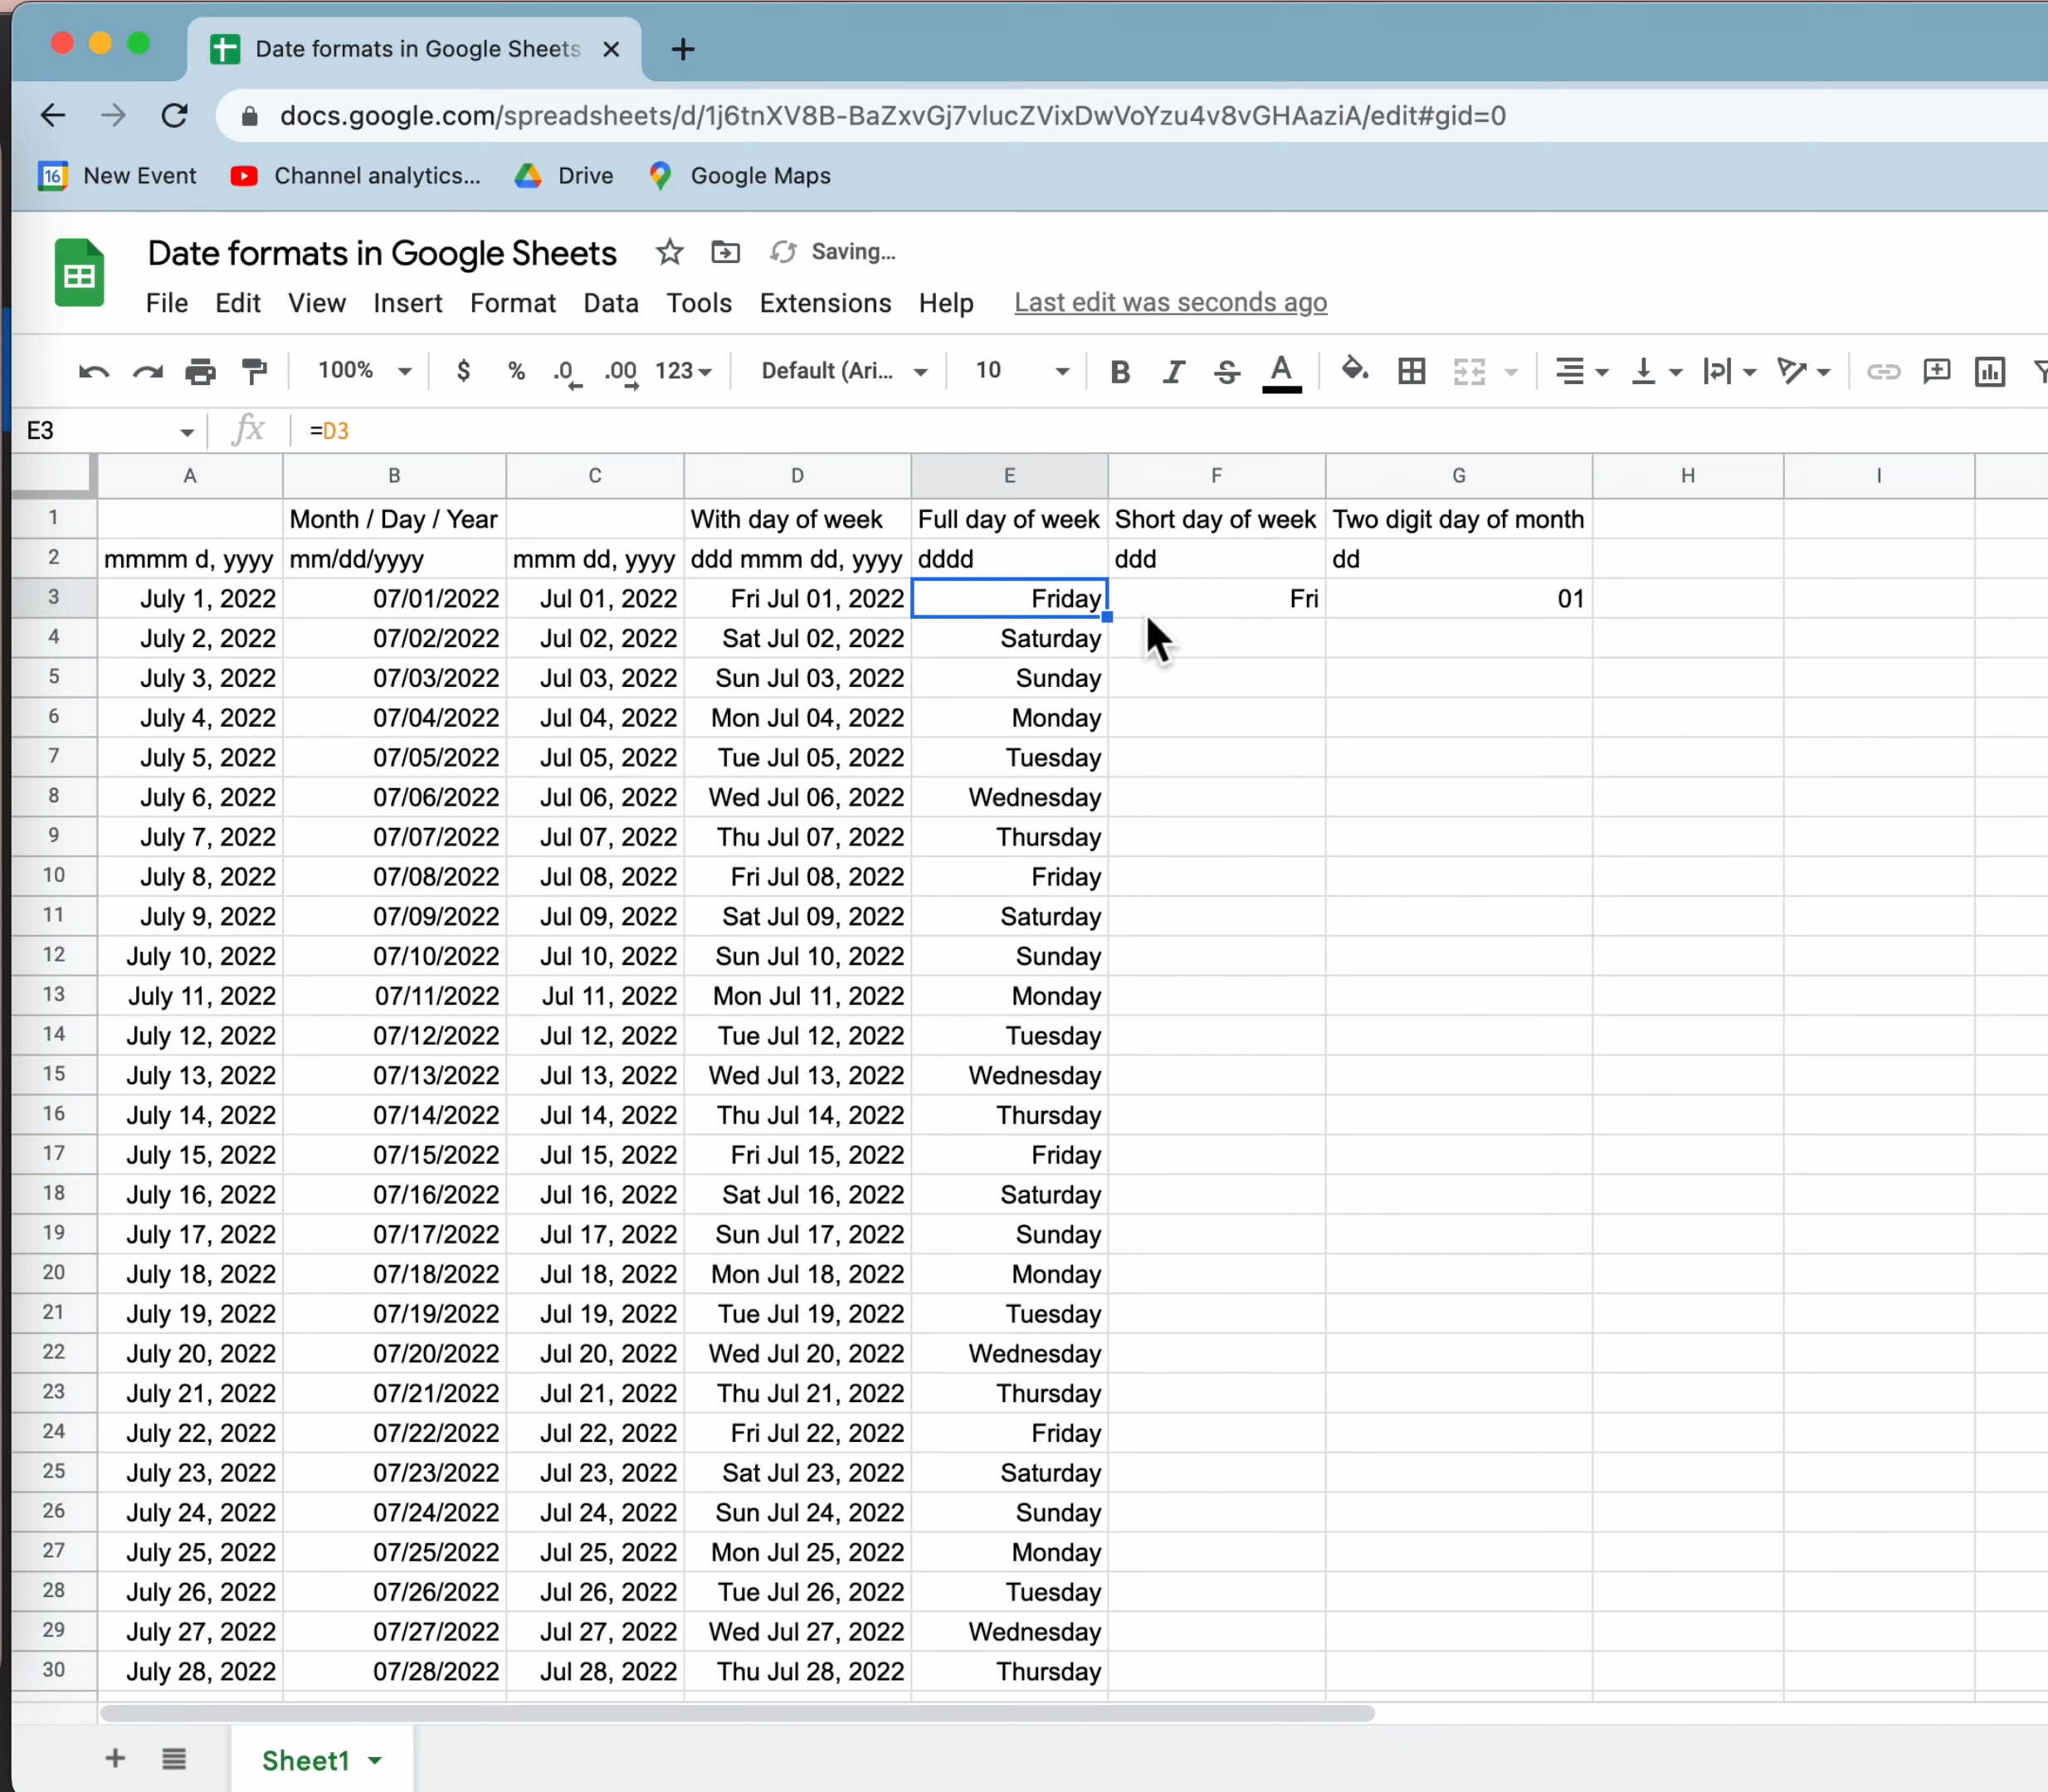 Date formats in Google Sheets
docs.google.com/spreadsheets/d/1j6tnXV8B-BaZxvGj7vlucZVixDwVoYzu4v8vGHAaziA/edit#gid=0
16 New Event Channel analytics... Drive Google Maps
Date formats in Google Sheets Saving...
File Edit View Insert Format Data Tools Extensions Help Last edit was seconds ago
100% $ % .0 .00 123 Default (Ari... 10 B I S A
E3 fx =D3
A B C D E F G H I
1 Month / Day / Year With day of week Full day of week Short day of week Two digit day of month
2 mmmm d, yyyy mm/dd/yyyy mmm dd, yyyy ddd mmm dd, yyyy dddd ddd dd
3 July 1, 2022 07/01/2022 Jul 01, 2022 Fri Jul 01, 2022 Friday Fri 01
4 July 2, 2022 07/02/2022 Jul 02, 2022 Sat Jul 02, 2022 Saturday
5 July 3, 2022 07/03/2022 Jul 03, 2022 Sun Jul 03, 2022 Sunday
6 July 4, 2022 07/04/2022 Jul 04, 2022 Mon Jul 04, 2022 Monday
7 July 5, 2022 07/05/2022 Jul 05, 2022 Tue Jul 05, 2022 Tuesday
8 July 6, 2022 07/06/2022 Jul 06, 2022 Wed Jul 06, 2022 Wednesday
9 July 7, 2022 07/07/2022 Jul 07, 2022 Thu Jul 07, 2022 Thursday
10 July 8, 2022 07/08/2022 Jul 08, 2022 Fri Jul 08, 2022 Friday
11 July 9, 2022 07/09/2022 Jul 09, 2022 Sat Jul 09, 2022 Saturday
12 July 10, 2022 07/10/2022 Jul 10, 2022 Sun Jul 10, 2022 Sunday
13 July 11, 2022 07/11/2022 Jul 11, 2022 Mon Jul 11, 2022 Monday
14 July 12, 2022 07/12/2022 Jul 12, 2022 Tue Jul 12, 2022 Tuesday
15 July 13, 2022 07/13/2022 Jul 13, 2022 Wed Jul 13, 2022 Wednesday
16 July 14, 2022 07/14/2022 Jul 14, 2022 Thu Jul 14, 2022 Thursday
17 July 15, 2022 07/15/2022 Jul 15, 2022 Fri Jul 15, 2022 Friday
18 July 16, 2022 07/16/2022 Jul 16, 2022 Sat Jul 16, 2022 Saturday
19 July 17, 2022 07/17/2022 Jul 17, 2022 Sun Jul 17, 2022 Sunday
20 July 18, 2022 07/18/2022 Jul 18, 2022 Mon Jul 18, 2022 Monday
21 July 19, 2022 07/19/2022 Jul 19, 2022 Tue Jul 19, 2022 Tuesday
22 July 20, 2022 07/20/2022 Jul 20, 2022 Wed Jul 20, 2022 Wednesday
23 July 21, 2022 07/21/2022 Jul 21, 2022 Thu Jul 21, 2022 Thursday
24 July 22, 2022 07/22/2022 Jul 22, 2022 Fri Jul 22, 2022 Friday
25 July 23, 2022 07/23/2022 Jul 23, 2022 Sat Jul 23, 2022 Saturday
26 July 24, 2022 07/24/2022 Jul 24, 2022 Sun Jul 24, 2022 Sunday
27 July 25, 2022 07/25/2022 Jul 25, 2022 Mon Jul 25, 2022 Monday
28 July 26, 2022 07/26/2022 Jul 26, 2022 Tue Jul 26, 2022 Tuesday
29 July 27, 2022 07/27/2022 Jul 27, 2022 Wed Jul 27, 2022 Wednesday
30 July 28, 2022 07/28/2022 Jul 28, 2022 Thu Jul 28, 2022 Thursday
Sheet1